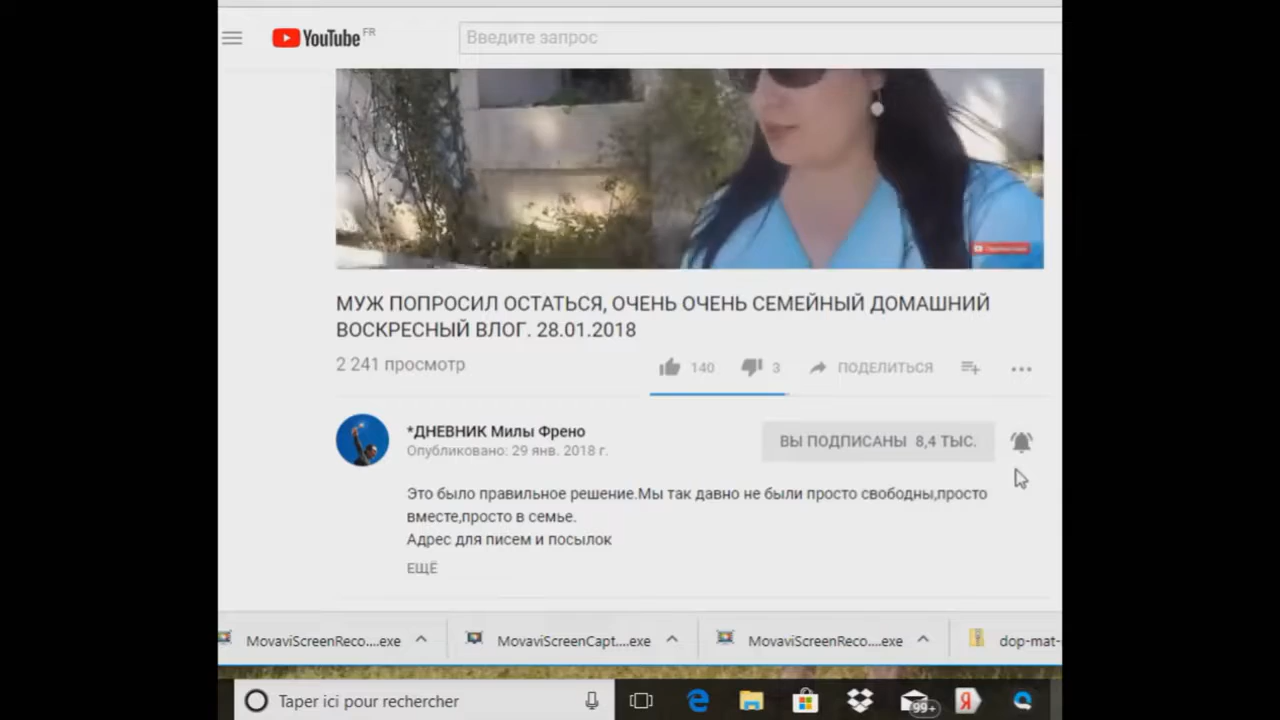 YouTube FR
Введите запрос
МУЖ ПОПРОСИЛ ОСТАТЬСЯ, ОЧЕНЬ ОЧЕНЬ СЕМЕЙНЫЙ ДОМАШНИЙ
ВОСКРЕСНЫЙ ВЛОГ. 28.01.2018
2 241 просмотр
140
3
ПОДЕЛИТЬСЯ
*ДНЕВНИК Милы Френо
Опубликовано: 29 янв. 2018 г.
ВЫ ПОДПИСАНЫ 8,4 ТЫС.
Это было правильное решение.Мы так давно не были просто свободны,просто
вместе,просто в семье.
Адрес для писем и посылок
ЕЩЁ
MovaviScreenReco....exe
MovaviScreenCapt....exe
MovaviScreenReco....exe
dop-mat-
Taper ici pour rechercher
99+
Я